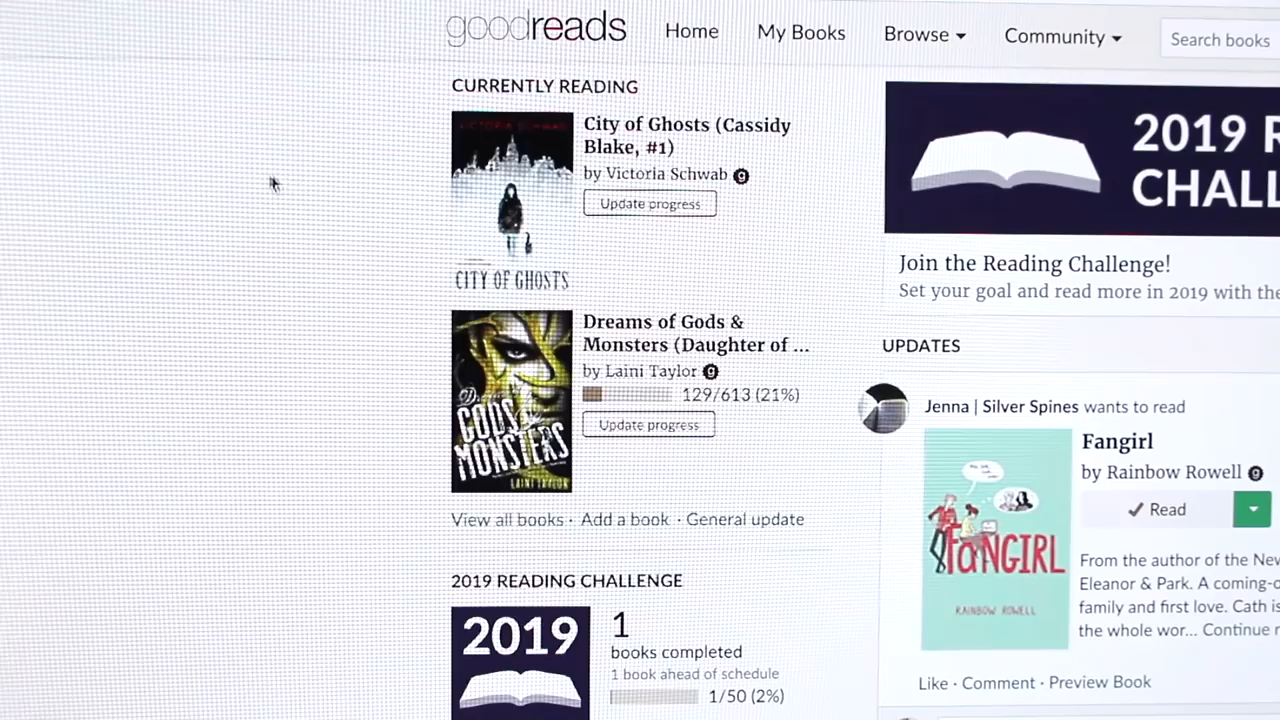 goodreads
Home
My Books
Browse
Community
Search books
CURRENTLY READING
City of Ghosts (Cassidy
Blake, #1)
by Victoria Schwab
Update progress
CITY OF GHOSTS
Dreams of Gods &
Monsters (Daughter of ...
by Laini Taylor
129/613 (21%)
Update progress
GODS &
MONSTERS
LAINI TAYLOR
View all books · Add a book · General update
2019 READING CHALLENGE
2019
1
books completed
1 book ahead of schedule
1/50 (2%)
2019 R
CHALL
Join the Reading Challenge!
Set your goal and read more in 2019 with the
UPDATES
Jenna | Silver Spines wants to read
Fangirl
by Rainbow Rowell
Read
FANGIRL
RAINBOW ROWELL
From the author of the New
Eleanor & Park. A coming-o
family and first love. Cath is
the whole wor... Continue r
Like · Comment · Preview Book